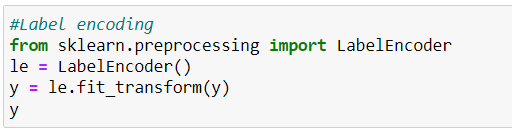 #Label encoding
from sklearn.preprocessing import LabelEncoder
le = LabelEncoder()
y = le.fit_transform(y)
y